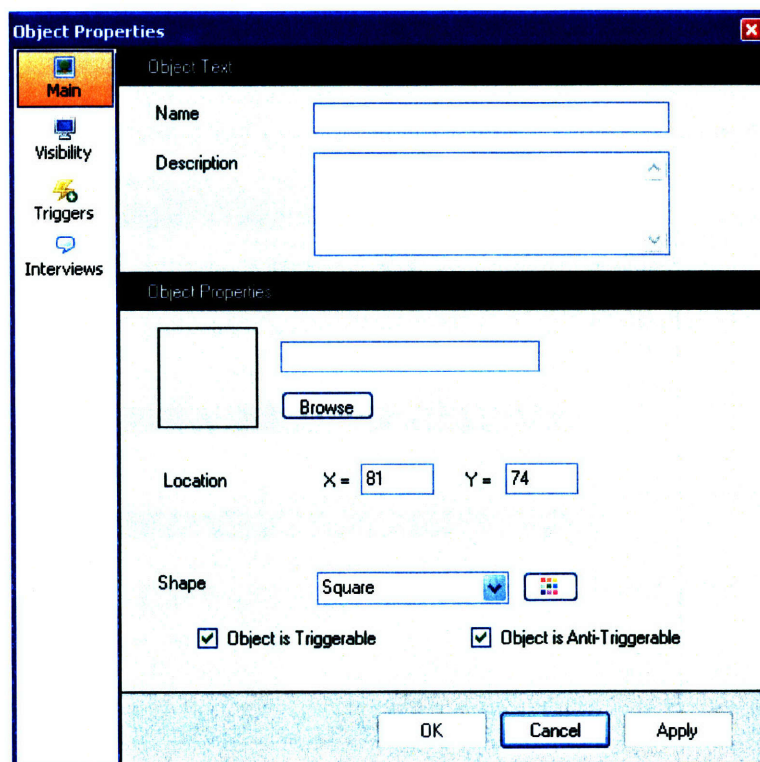 Object Properties
Main
Visibility
Triggers
Interviews
Object Text
Name
Description
Object Properties
Browse
Location X = 81 Y = 74
Shape Square
Object is Triggerable Object is Anti-Triggerable
OK Cancel Apply